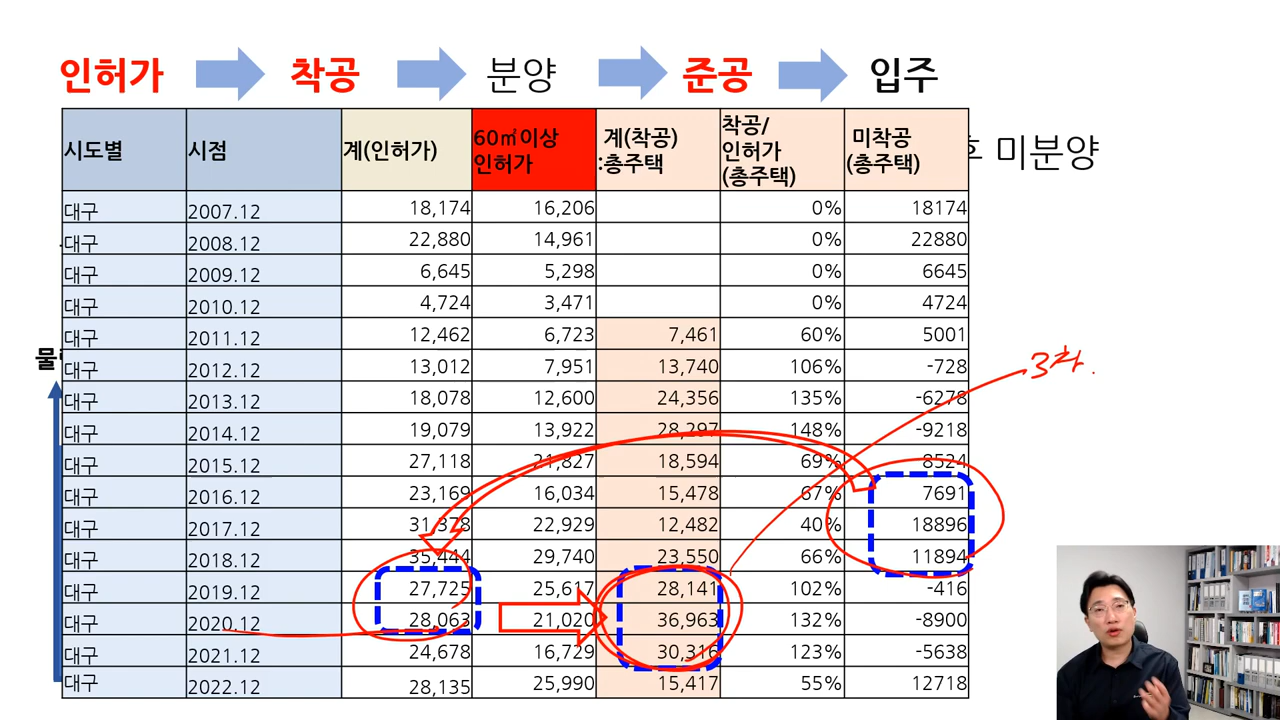 인허가 착공 분양 준공 입주
시도별 시점 계(인허가) 60㎡이상 인허가 계(착공) :총주택 착공/ 인허가 (총주택) 미착공 (총주택)
후 미분양
대구 2007.12 18,174 16,206 0% 18174
대구 2008.12 22,880 14,961 0% 22880
대구 2009.12 6,645 5,298 0% 6645
대구 2010.12 4,724 3,471 0% 4724
대구 2011.12 12,462 6,723 7,461 60% 5001
물
대구 2012.12 13,012 7,951 13,740 106% -728
3차.
대구 2013.12 18,078 12,600 24,356 135% -6278
대구 2014.12 19,079 13,922 28,297 148% -9218
대구 2015.12 27,118 21,827 18,594 69% 8524
대구 2016.12 23,169 16,034 15,478 67% 7691
대구 2017.12 31,378 22,929 12,482 40% 18896
대구 2018.12 35,444 29,740 23,550 66% 11894
대구 2019.12 27,725 25,617 28,141 102% -416
대구 2020.12 28,063 21,020 36,963 132% -8900
대구 2021.12 24,678 16,729 30,316 123% -5638
대구 2022.12 28,135 25,990 15,417 55% 12718